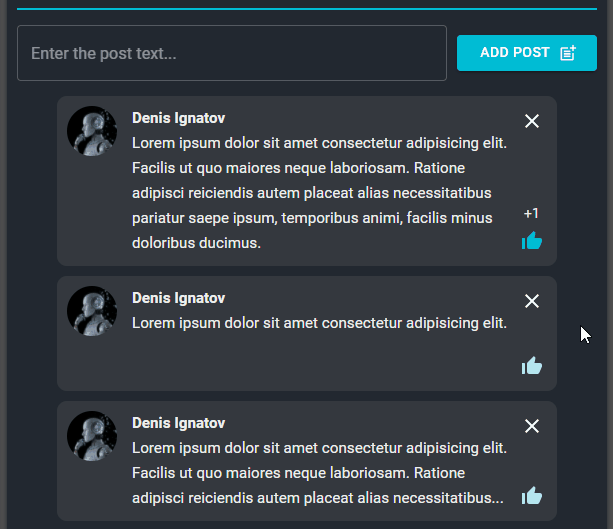 Enter the post text...
ADD POST
Denis Ignatov
Lorem ipsum dolor sit amet consectetur adipisicing elit.
Facilis ut quo maiores neque laboriosam. Ratione
adipisci reiciendis autem placeat alias necessitatibus
pariatur saepe ipsum, temporibus animi, facilis minus
doloribus ducimus.
+1
Denis Ignatov
Lorem ipsum dolor sit amet consectetur adipisicing elit.
Denis Ignatov
Lorem ipsum dolor sit amet consectetur adipisicing elit.
Facilis ut quo maiores neque laboriosam. Ratione
adipisci reiciendis autem placeat alias necessitatibus...